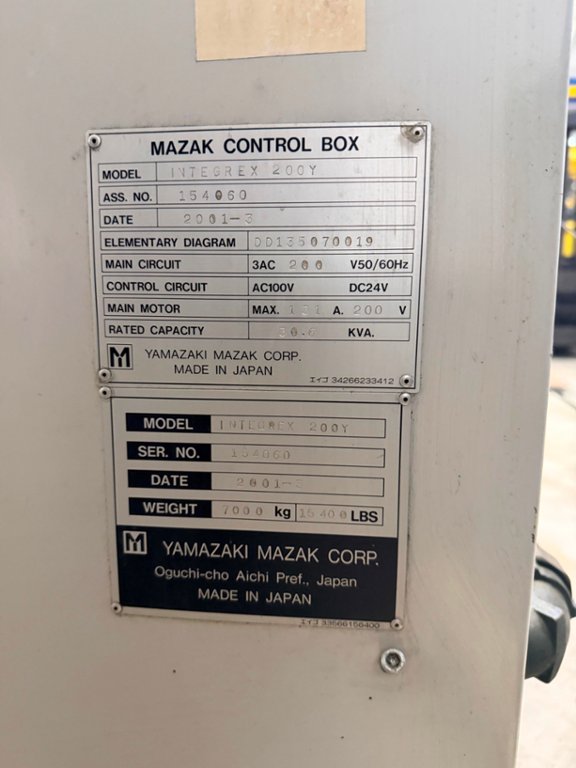 MAZAK CONTROL BOX
MODEL INTEGREX 200Y
ASS. NO. 154060
DATE 2001-3
ELEMENTARY DIAGRAM DD135070019
MAIN CIRCUIT 3AC 200 V50/60Hz
CONTROL CIRCUIT AC100V DC24V
MAIN MOTOR MAX. 131 A. 200 V
RATED CAPACITY KVA.
YAMAZAKI MAZAK CORP.
MADE IN JAPAN
エイコ 34266233412
MODEL INTEGREX 200Y
SER. NO. 154060
DATE 2001-3
WEIGHT 7000 kg 15400 LBS
YAMAZAKI MAZAK CORP.
Oguchi-cho Aichi Pref., Japan
MADE IN JAPAN